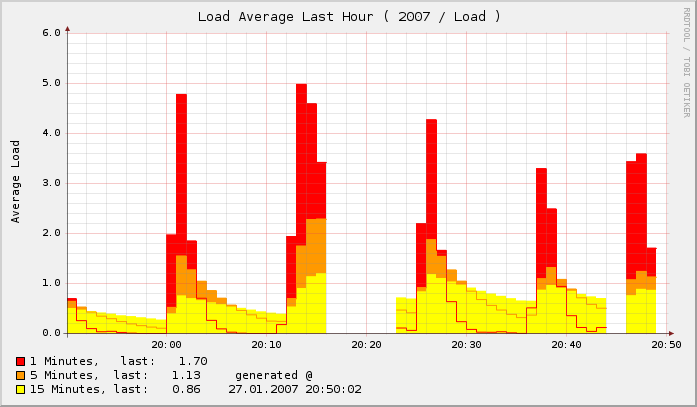 Load Average Last Hour ( 2007 / Load )
RRDTOOL / TOBI OETIKER
Average Load
6.0
5.0
4.0
3.0
2.0
1.0
0.0
20:00 20:10 20:20 20:30 20:40 20:50
1 Minutes, last: 1.70
5 Minutes, last: 1.13 generated @
15 Minutes, last: 0.86 27.01.2007 20:50:02